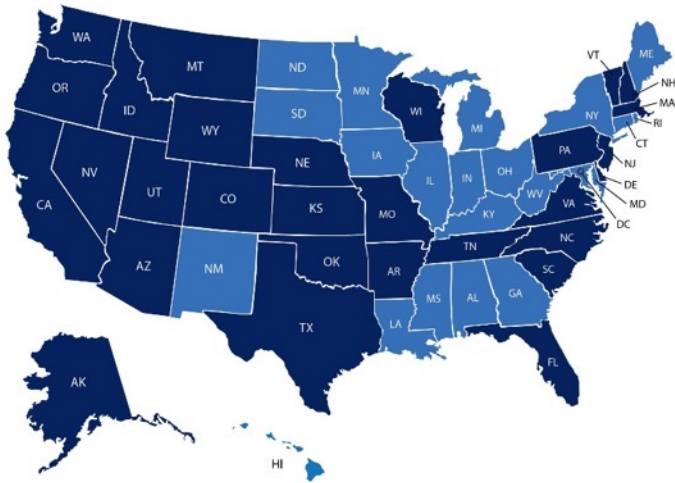 WA
OR
CA
NV
ID
MT
WY
UT
AZ
CO
NM
ND
SD
NE
KS
OK
TX
MN
IA
MO
AR
LA
WI
IL
MI
IN
OH
KY
TN
MS
AL
GA
FL
SC
NC
VA
WV
PA
NY
VT
ME
NH
MA
RI
CT
NJ
DE
MD
DC
AK
HI